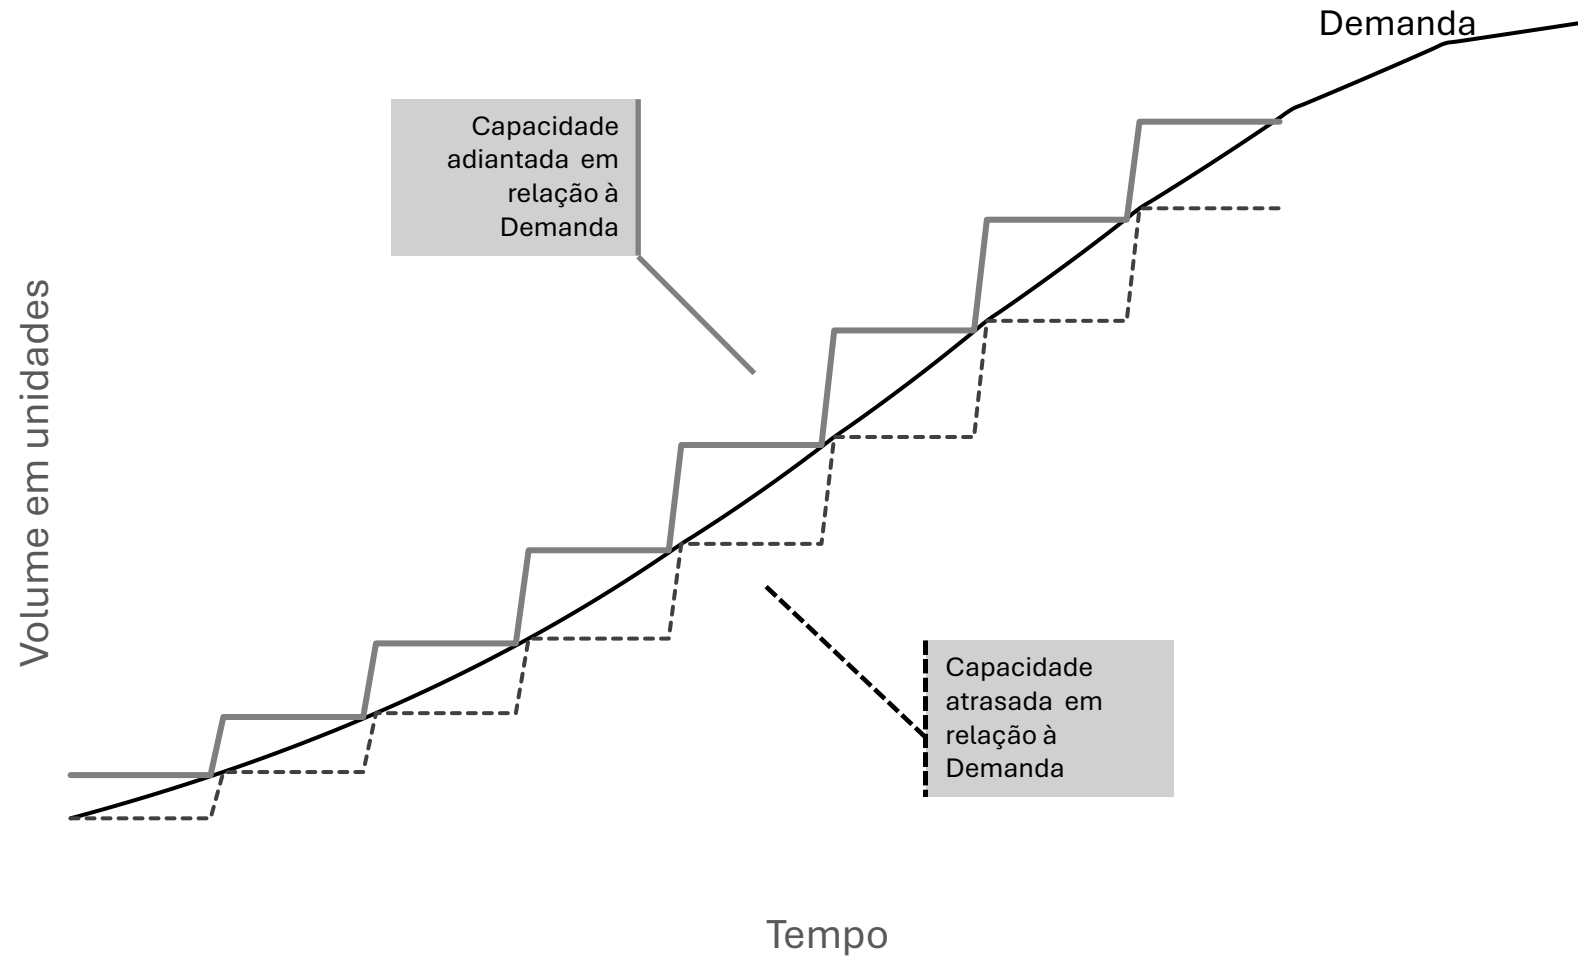 Demanda
Capacidade
adiantada em
relação à
Demanda
Volume em unidades
Capacidade
atrasada em
relação à
Demanda
Tempo